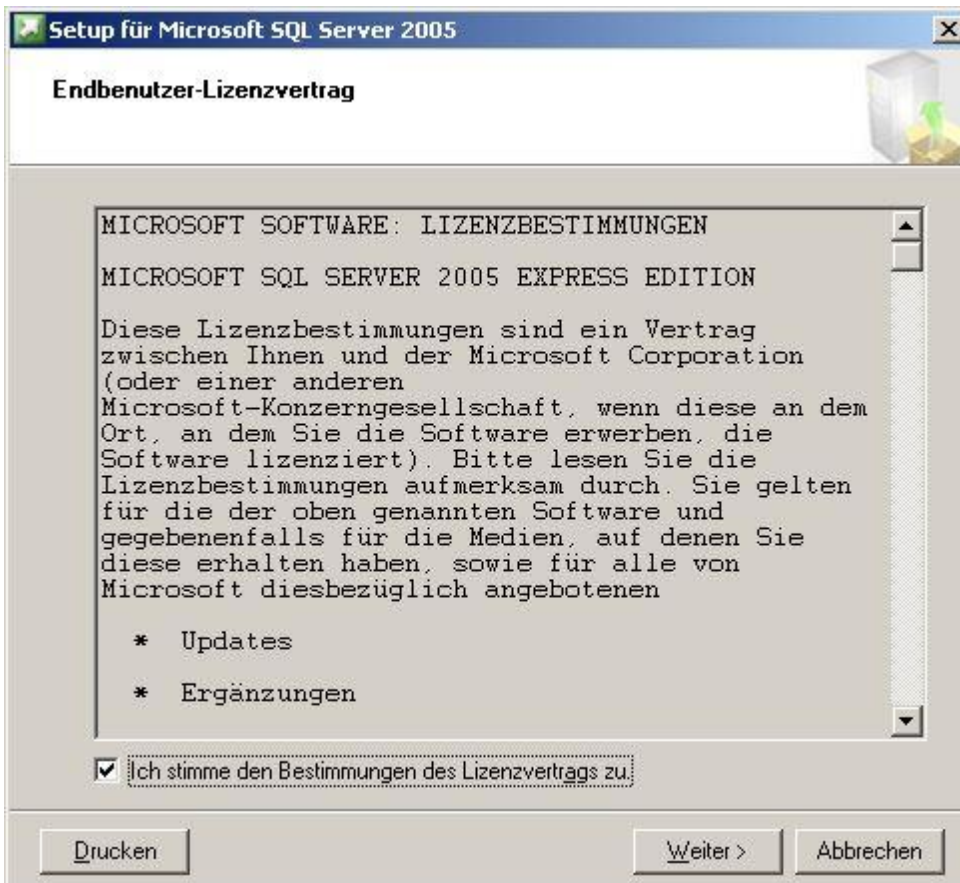 Setup für Microsoft SQL Server 2005
Endbenutzer-Lizenzvertrag
MICROSOFT SOFTWARE: LIZENZBESTIMMUNGEN
MICROSOFT SQL SERVER 2005 EXPRESS EDITION
Diese Lizenzbestimmungen sind ein Vertrag
zwischen Ihnen und der Microsoft Corporation
(oder einer anderen
Microsoft-Konzerngesellschaft, wenn diese an dem
Ort, an dem Sie die Software erwerben, die
Software lizenziert). Bitte lesen Sie die
Lizenzbestimmungen aufmerksam durch. Sie gelten
für die der oben genannten Software und
gegebenenfalls für die Medien, auf denen Sie
diese erhalten haben, sowie für alle von
Microsoft diesbezüglich angebotenen
* Updates
* Ergänzungen
Ich stimme den Bestimmungen des Lizenzvertrags zu.
Drucken
Weiter >
Abbrechen